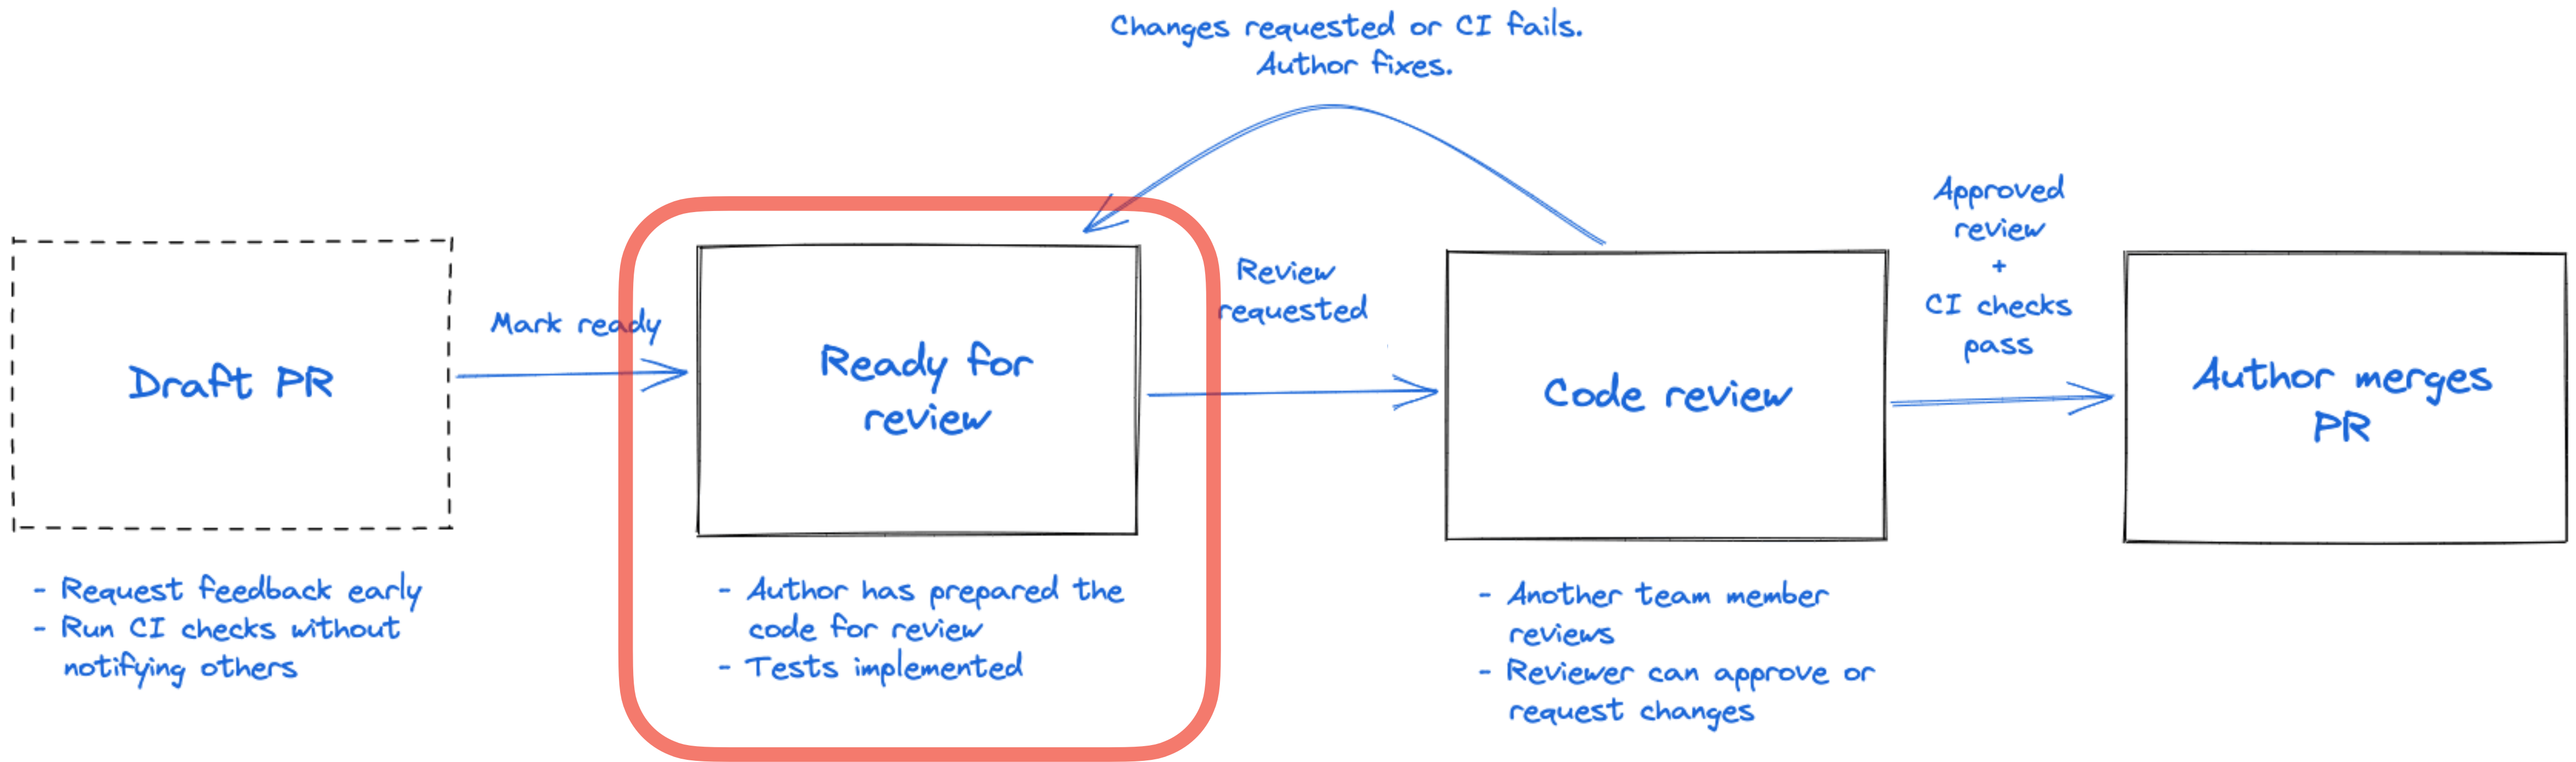 Changes requested or CI fails.
Author fixes.
Draft PR
- Request feedback early
- Run CI checks without
notifying others
Mark ready
Ready for
review
- Author has prepared the
code for review
- Tests implemented
Review
requested
Code review
- Another team member
reviews
- Reviewer can approve or
request changes
Approved
review
+
CI checks
pass
Author merges
PR